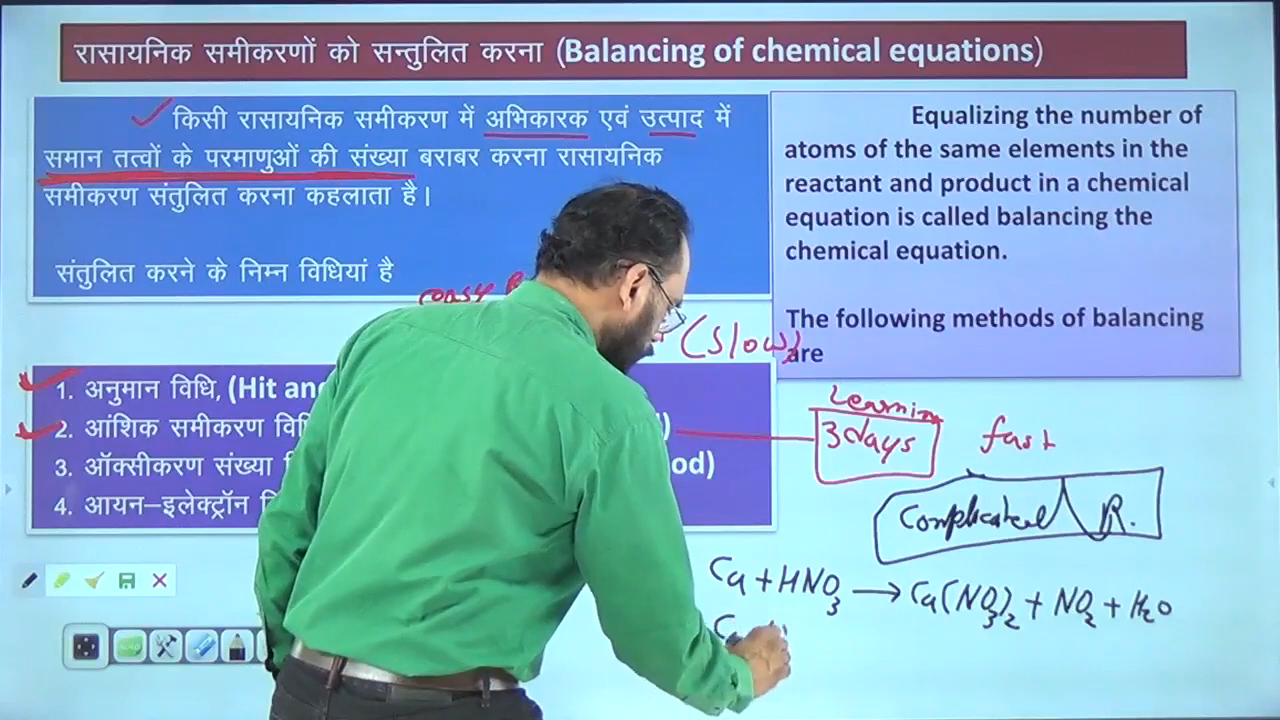 रासायनिक समीकरणों को सन्तुलित करना (Balancing of chemical equations)
किसी रासायनिक समीकरण में अभिकारक एवं उत्पाद में
समान तत्वों के परमाणुओं की संख्या बराबर करना रासायनिक
समीकरण संतुलित करना कहलाता है।
संतुलित करने के निम्न विधियां है
Equalizing the number of
atoms of the same elements in the
reactant and product in a chemical
equation is called balancing the
chemical equation.
The following methods of balancing
are
(slow)
1. अनुमान विधि, (Hit and
2. आंशिक समीकरण
3. ऑक्सीकरण संख्या
4. आयन–इलेक्ट्रॉन
Learning
3 days
fast
Complicated R.
Ca + HNO3 → Ca(NO3)2 + NO2 + H2O